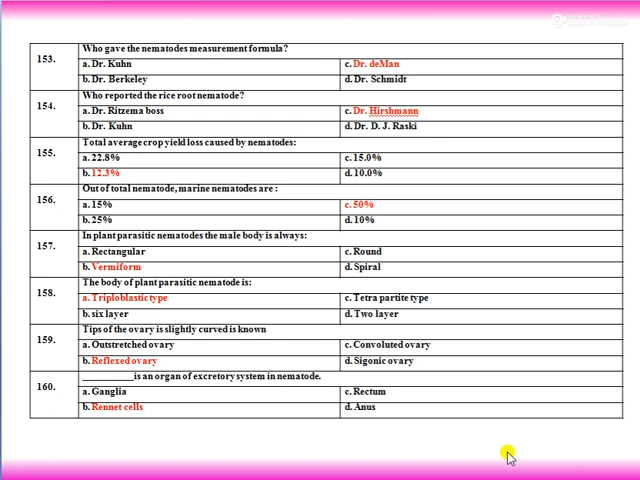 153. Who gave the nematodes measurement formula?
a. Dr. Kuhn c. Dr. deMan
b. Dr. Berkeley d. Dr. Schmidt
154. Who reported the rice root nematode?
a. Dr. Ritzema boss c. Dr. Hirshmann
b. Dr. Kuhn d. Dr. D. J. Raski
155. Total average crop yield loss caused by nematodes:
a. 22.8% c. 15.0%
b. 12.3% d. 10.0%
156. Out of total nematode, marine nematodes are :
a. 15% c. 50%
b. 25% d. 10%
157. In plant parasitic nematodes the male body is always:
a. Rectangular c. Round
b. Vermiform d. Spiral
158. The body of plant parasitic nematode is:
a. Triploblastic type c. Tetra partite type
b. six layer d. Two layer
159. Tips of the ovary is slightly curved is known
a. Outstretched ovary c. Convoluted ovary
b. Reflexed ovary d. Sigonic ovary
160. _________ is an organ of excretory system in nematode.
a. Ganglia c. Rectum
b. Rennet cells d. Anus